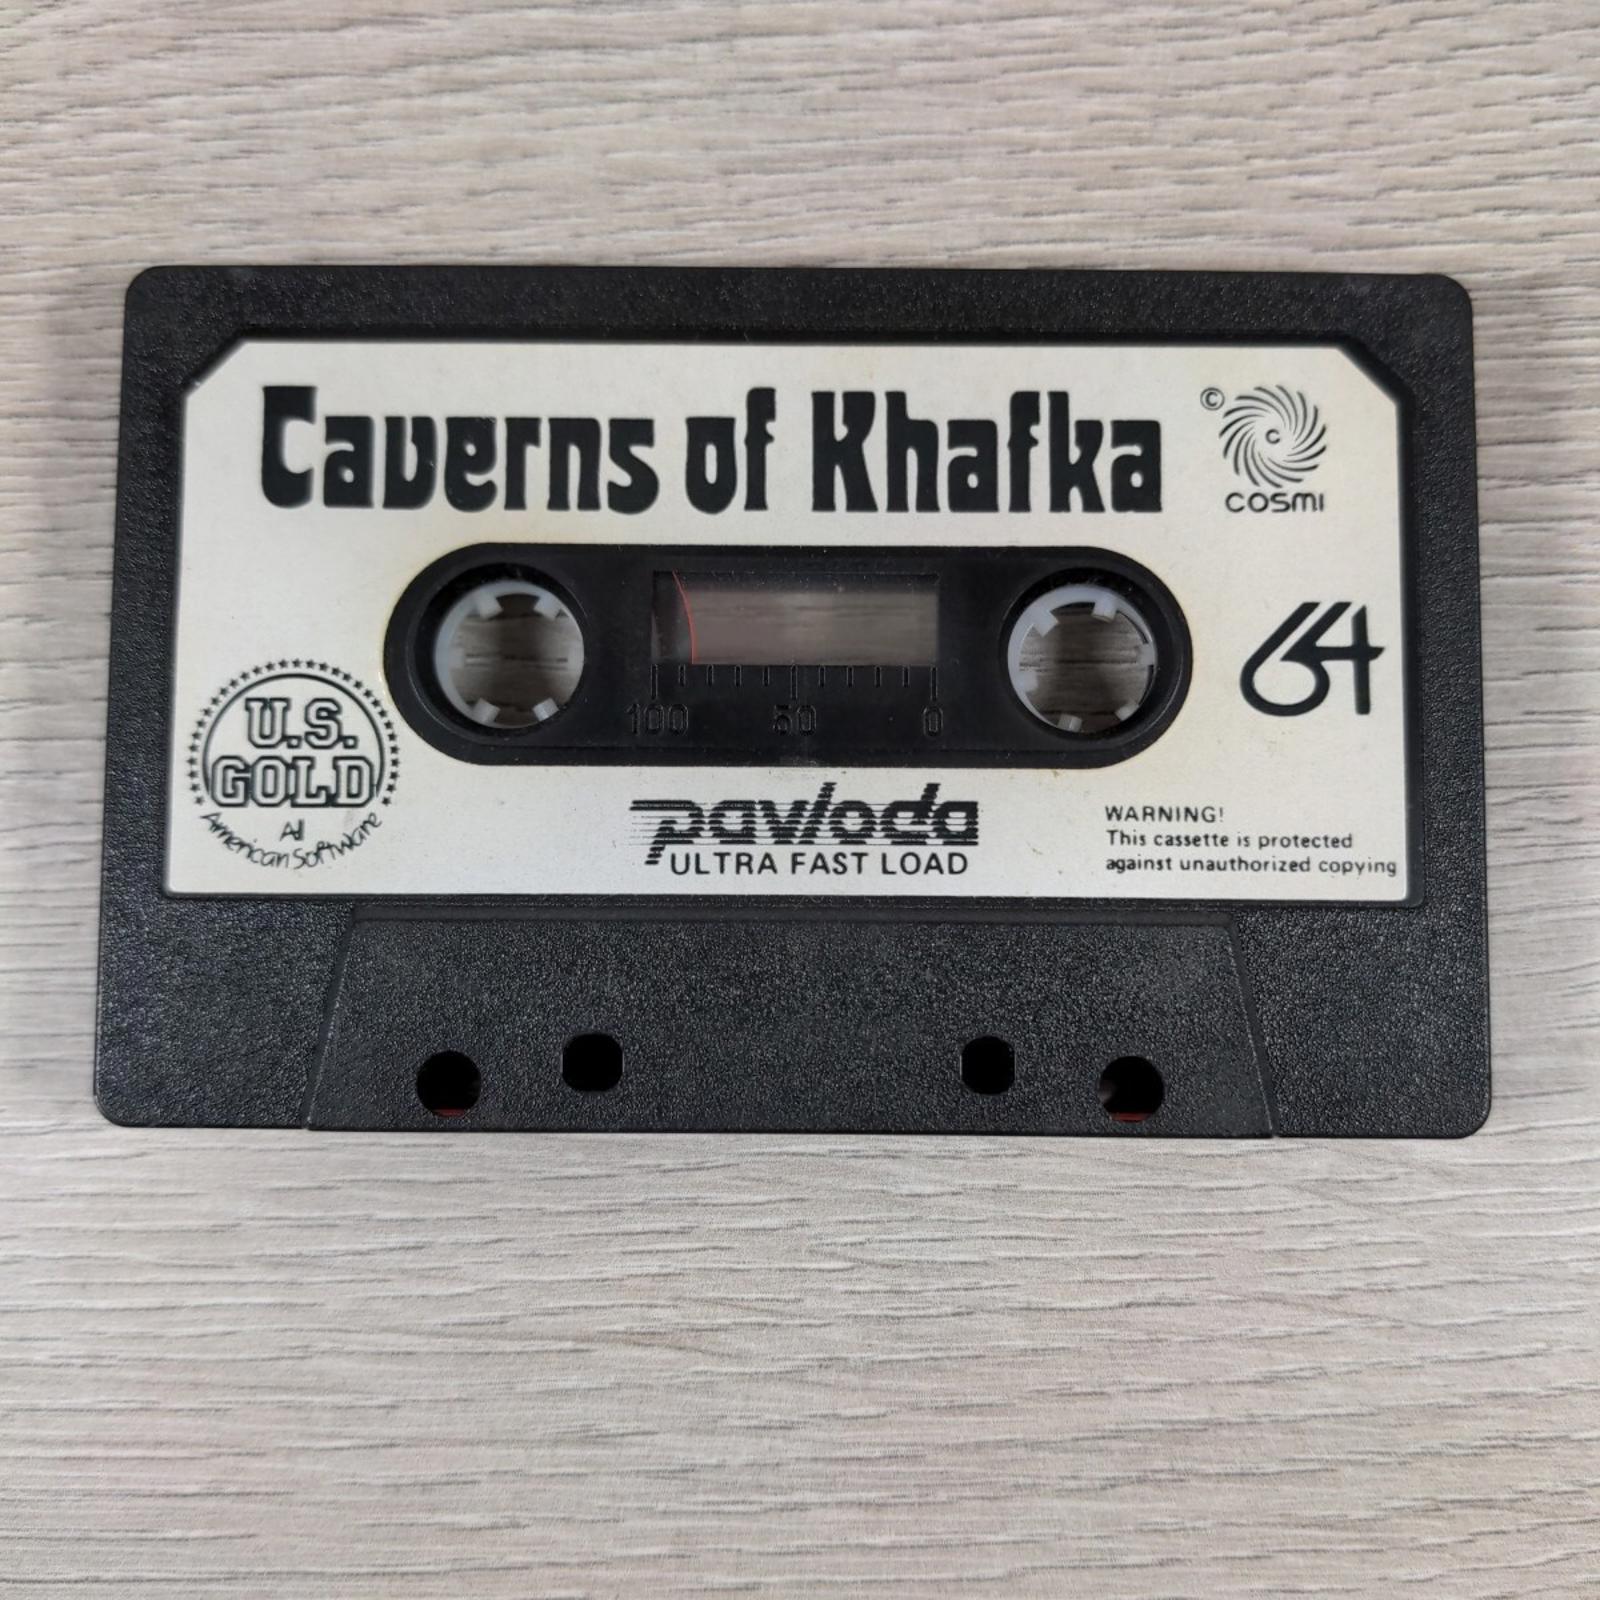 Caverns of Khafka
©
C
COSMI
64
100 50 0
U.S.
GOLD
All
American Software
pavloda
ULTRA FAST LOAD
WARNING!
This cassette is protected
against unauthorized copying